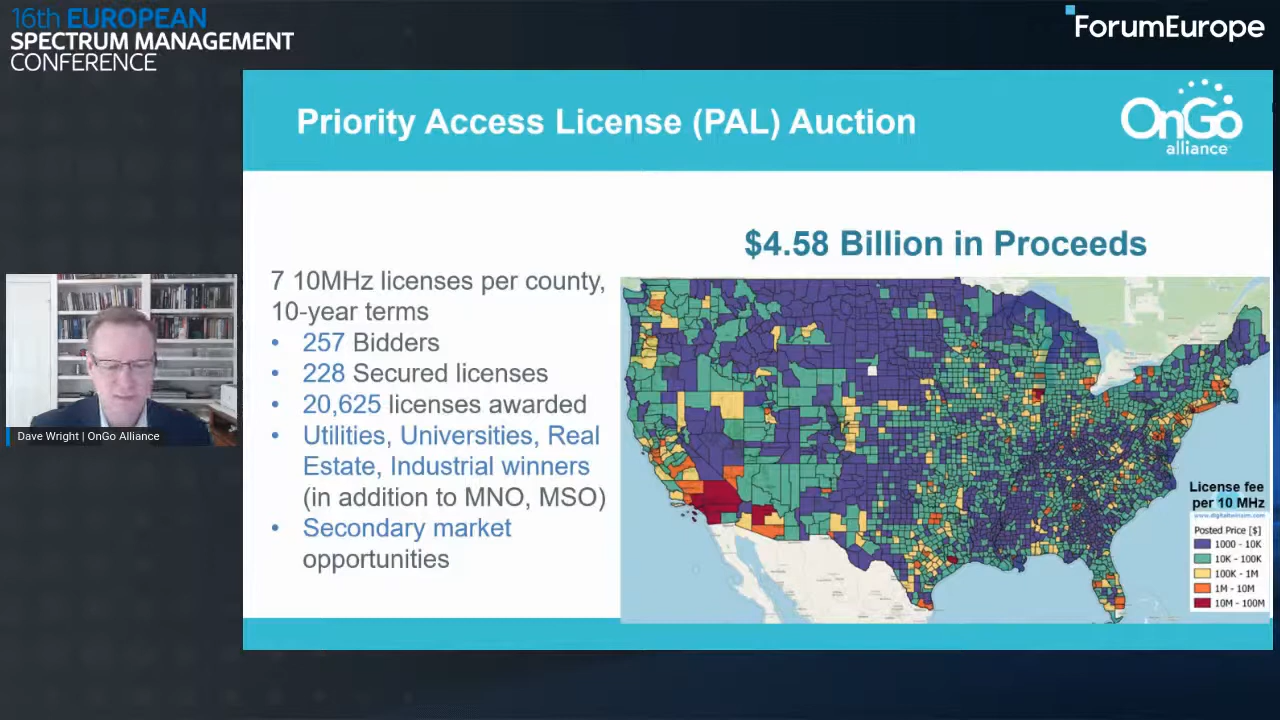 16th EUROPEAN
SPECTRUM MANAGEMENT
CONFERENCE
ForumEurope
Priority Access License (PAL) Auction
OnGo
alliance
$4.58 Billion in Proceeds
7 10MHz licenses per county,
10-year terms
• 257 Bidders
• 228 Secured licenses
• 20,625 licenses awarded
• Utilities, Universities, Real
Estate, Industrial winners
(in addition to MNO, MSO)
• Secondary market
opportunities
Dave Wright | OnGo Alliance
License fee
per 10 MHz
Posted Price [$]
1000 - 10K
10K - 100K
100K - 1M
1M - 10M
10M - 100M